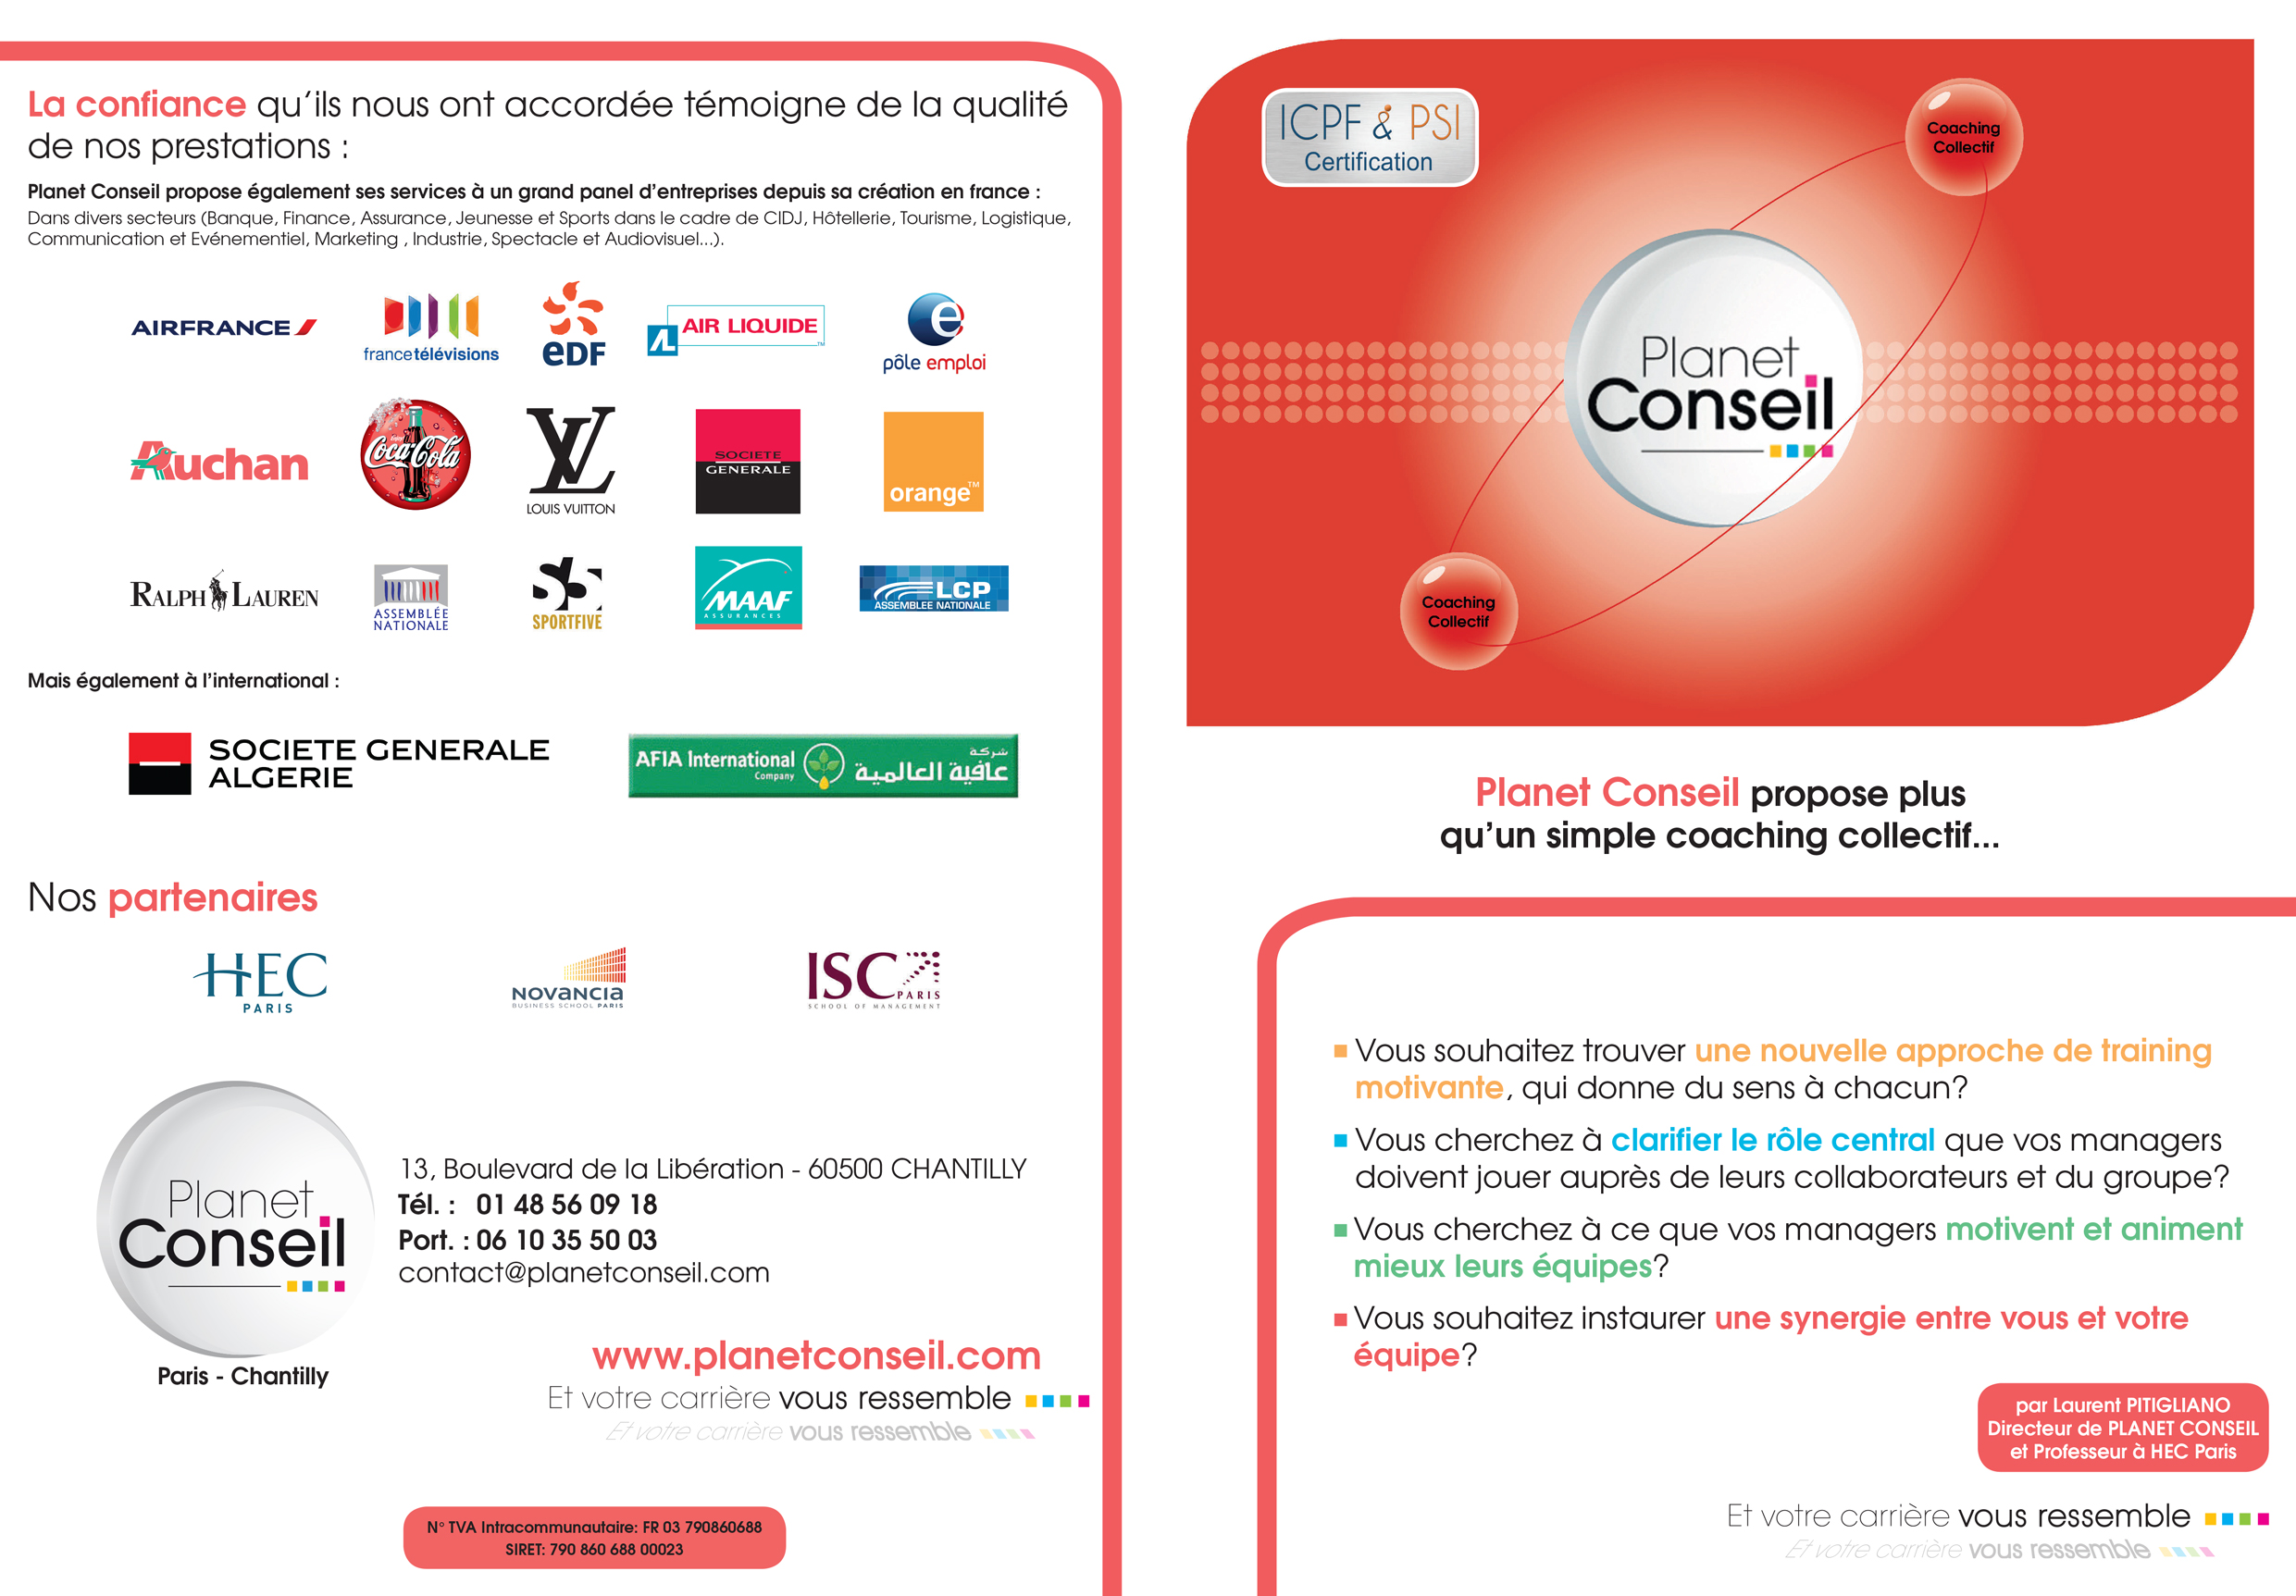 La confiance qu'ils nous ont accordée témoigne de la qualité
de nos prestations :
Planet Conseil propose également ses services à un grand panel d'entreprises depuis sa création en france :
Dans divers secteurs (Banque, Finance, Assurance, Jeunesse et Sports dans le cadre de CIDJ, Hôtellerie, Tourisme, Logistique,
Communication et Evénementiel, Marketing , Industrie, Spectacle et Audiovisuel...).
AIRFRANCE
francetélévisions
eDF
AL AIR LIQUIDE™
e
pôle emploi
Auchan
Enjoy
Coca-Cola
LV
LOUIS VUITTON
SOCIETE
GENERALE
orange™
RALPH LAUREN
ASSEMBLÉE
NATIONALE
S5
SPORTFIVE
MAAF
ASSURANCES
LCP
ASSEMBLEE NATIONALE
Mais également à l'international :
SOCIETE GENERALE
ALGERIE
AFIA International
Company
شركة
عافية العالمية
Nos partenaires
HEC
PARIS
NOVANCIA
BUSINESS SCHOOL PARIS
ISC
PARIS
SCHOOL OF MANAGEMENT
Planet
Conseil
Paris - Chantilly
13, Boulevard de la Libération - 60500 CHANTILLY
Tél. : 01 48 56 09 18
Port. : 06 10 35 50 03
contact@planetconseil.com
www.planetconseil.com
Et votre carrière vous ressemble
Et votre carrière vous ressemble
N° TVA Intracommunautaire: FR 03 790860688
SIRET: 790 860 688 00023
ICPF & PSI
Certification
Coaching
Collectif
Planet
Conseil
Coaching
Collectif
Planet Conseil propose plus
qu'un simple coaching collectif...
Vous souhaitez trouver une nouvelle approche de training
motivante, qui donne du sens à chacun?
Vous cherchez à clarifier le rôle central que vos managers
doivent jouer auprès de leurs collaborateurs et du groupe?
Vous cherchez à ce que vos managers motivent et animent
mieux leurs équipes?
Vous souhaitez instaurer une synergie entre vous et votre
équipe?
par Laurent PITIGLIANO
Directeur de PLANET CONSEIL
et Professeur à HEC Paris
Et votre carrière vous ressemble
Et votre carrière vous ressemble